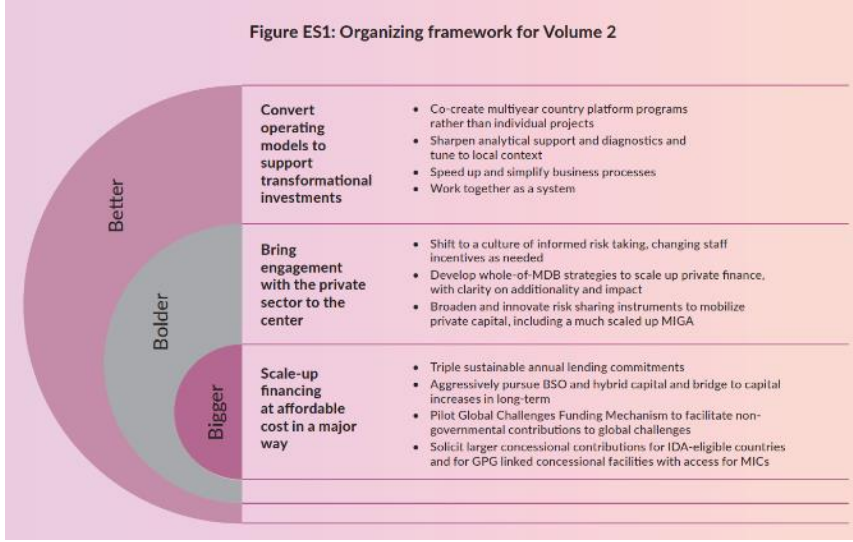 Figure ES1: Organizing framework for Volume 2
Better
Convert
operating
models to
support
transformational
investments
• Co-create multiyear country platform programs
rather than individual projects
• Sharpen analytical support and diagnostics and
tune to local context
• Speed up and simplify business processes
• Work together as a system
Bolder
Bring
engagement
with the private
sector to the
center
• Shift to a culture of informed risk taking, changing staff
incentives as needed
• Develop whole-of-MDB strategies to scale up private finance,
with clarity on additionality and impact
• Broaden and innovate risk sharing instruments to mobilize
private capital, including a much scaled up MIGA
Bigger
Scale-up
financing
at affordable
cost in a major
way
• Triple sustainable annual lending commitments
• Aggressively pursue BSO and hybrid capital and bridge to capital
increases in long-term
• Pilot Global Challenges Funding Mechanism to facilitate non-
governmental contributions to global challenges
• Solicit larger concessional contributions for IDA-eligible countries
and for GPG linked concessional facilities with access for MICs